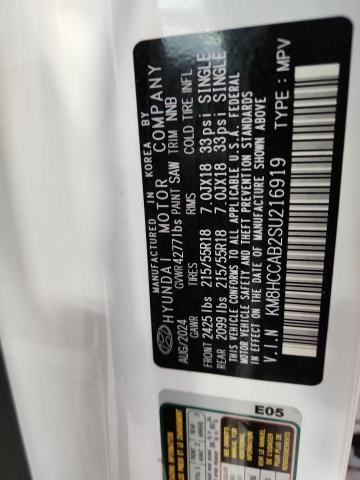 MANUFACTURED IN KOREA BY
HYUNDAI MOTOR COMPANY
AUG/2024 GVWR 4277lbs PAINT SAW TRIM NNB
GAWR TIRES RIMS COLD TIRE INFL.
FRONT 2425 lbs 215/55R18 7.0JX18 33psi SINGLE
REAR 2099 lbs 215/55R18 7.0JX18 33psi SINGLE
THIS VEHICLE CONFORMS TO ALL APPLICABLE U.S.A. FEDERAL
MOTOR VEHICLE SAFETY AND THEFT PREVENTION STANDARDS
IN EFFECT ON THE DATE OF MANUFACTURE SHOWN ABOVE
V.I.N KM8HCCAB2SU216919 TYPE: MPV
E05